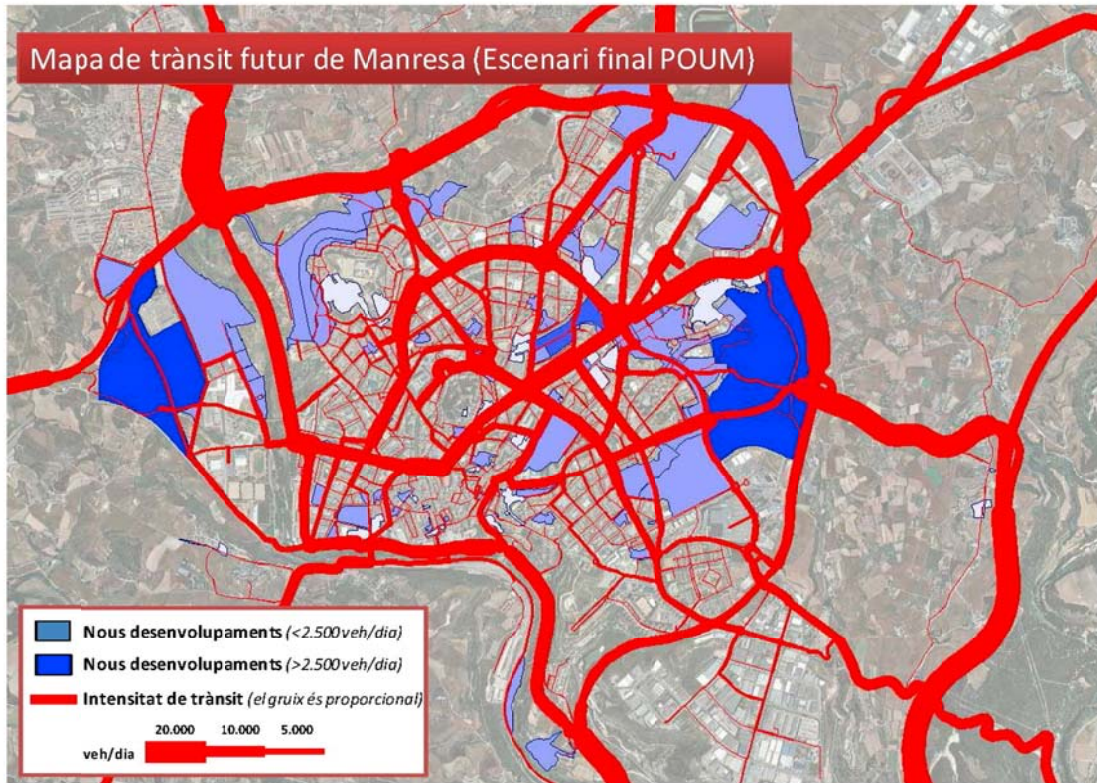 Mapa de trànsit futur de Manresa (Escenari final POUM)
Nous desenvolupaments (<2.500 veh/dia)
Nous desenvolupaments (>2.500 veh/dia)
Intensitat de trànsit (el gruix és proporcional)
20.000 10.000 5.000
veh/dia